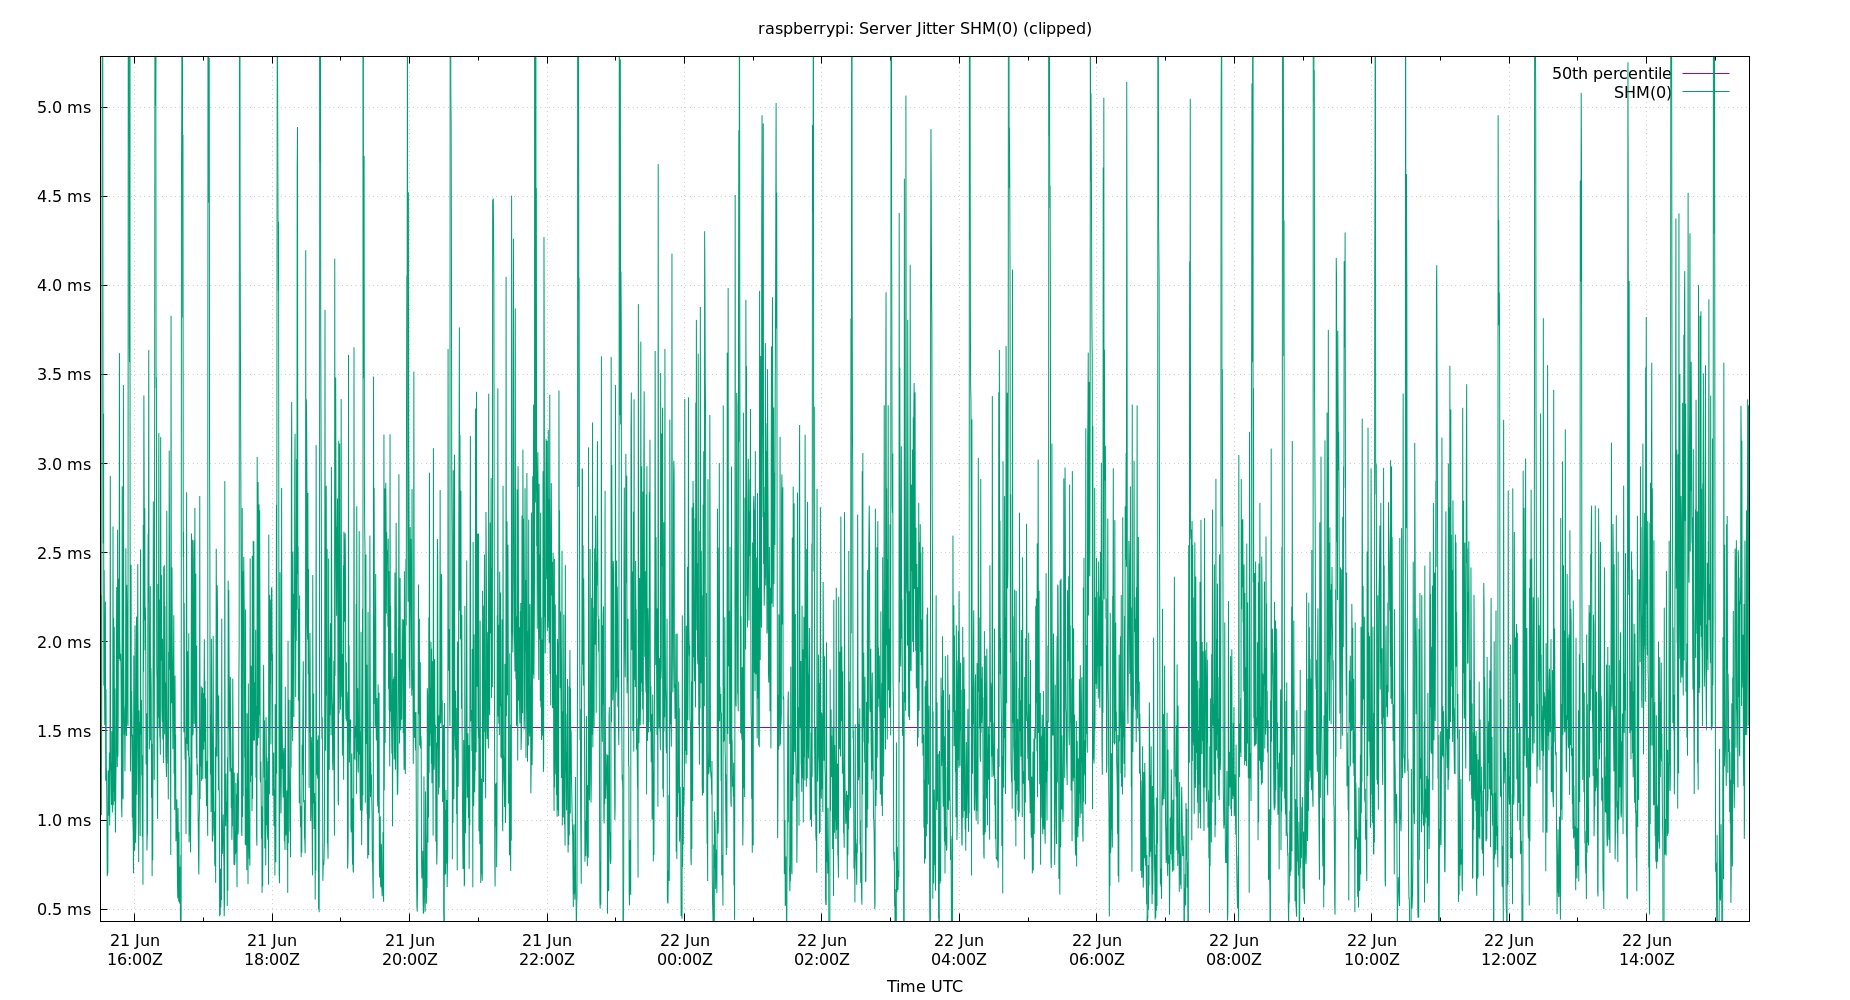 raspberrypi: Server Jitter SHM(0) (clipped)
50th percentile
SHM(0)
5.0 ms
4.5 ms
4.0 ms
3.5 ms
3.0 ms
2.5 ms
2.0 ms
1.5 ms
1.0 ms
0.5 ms
21 Jun 21 Jun 21 Jun 21 Jun 22 Jun 22 Jun 22 Jun 22 Jun 22 Jun 22 Jun 22 Jun 22 Jun
16:00Z 18:00Z 20:00Z 22:00Z 00:00Z 02:00Z 04:00Z 06:00Z 08:00Z 10:00Z 12:00Z 14:00Z
Time UTC